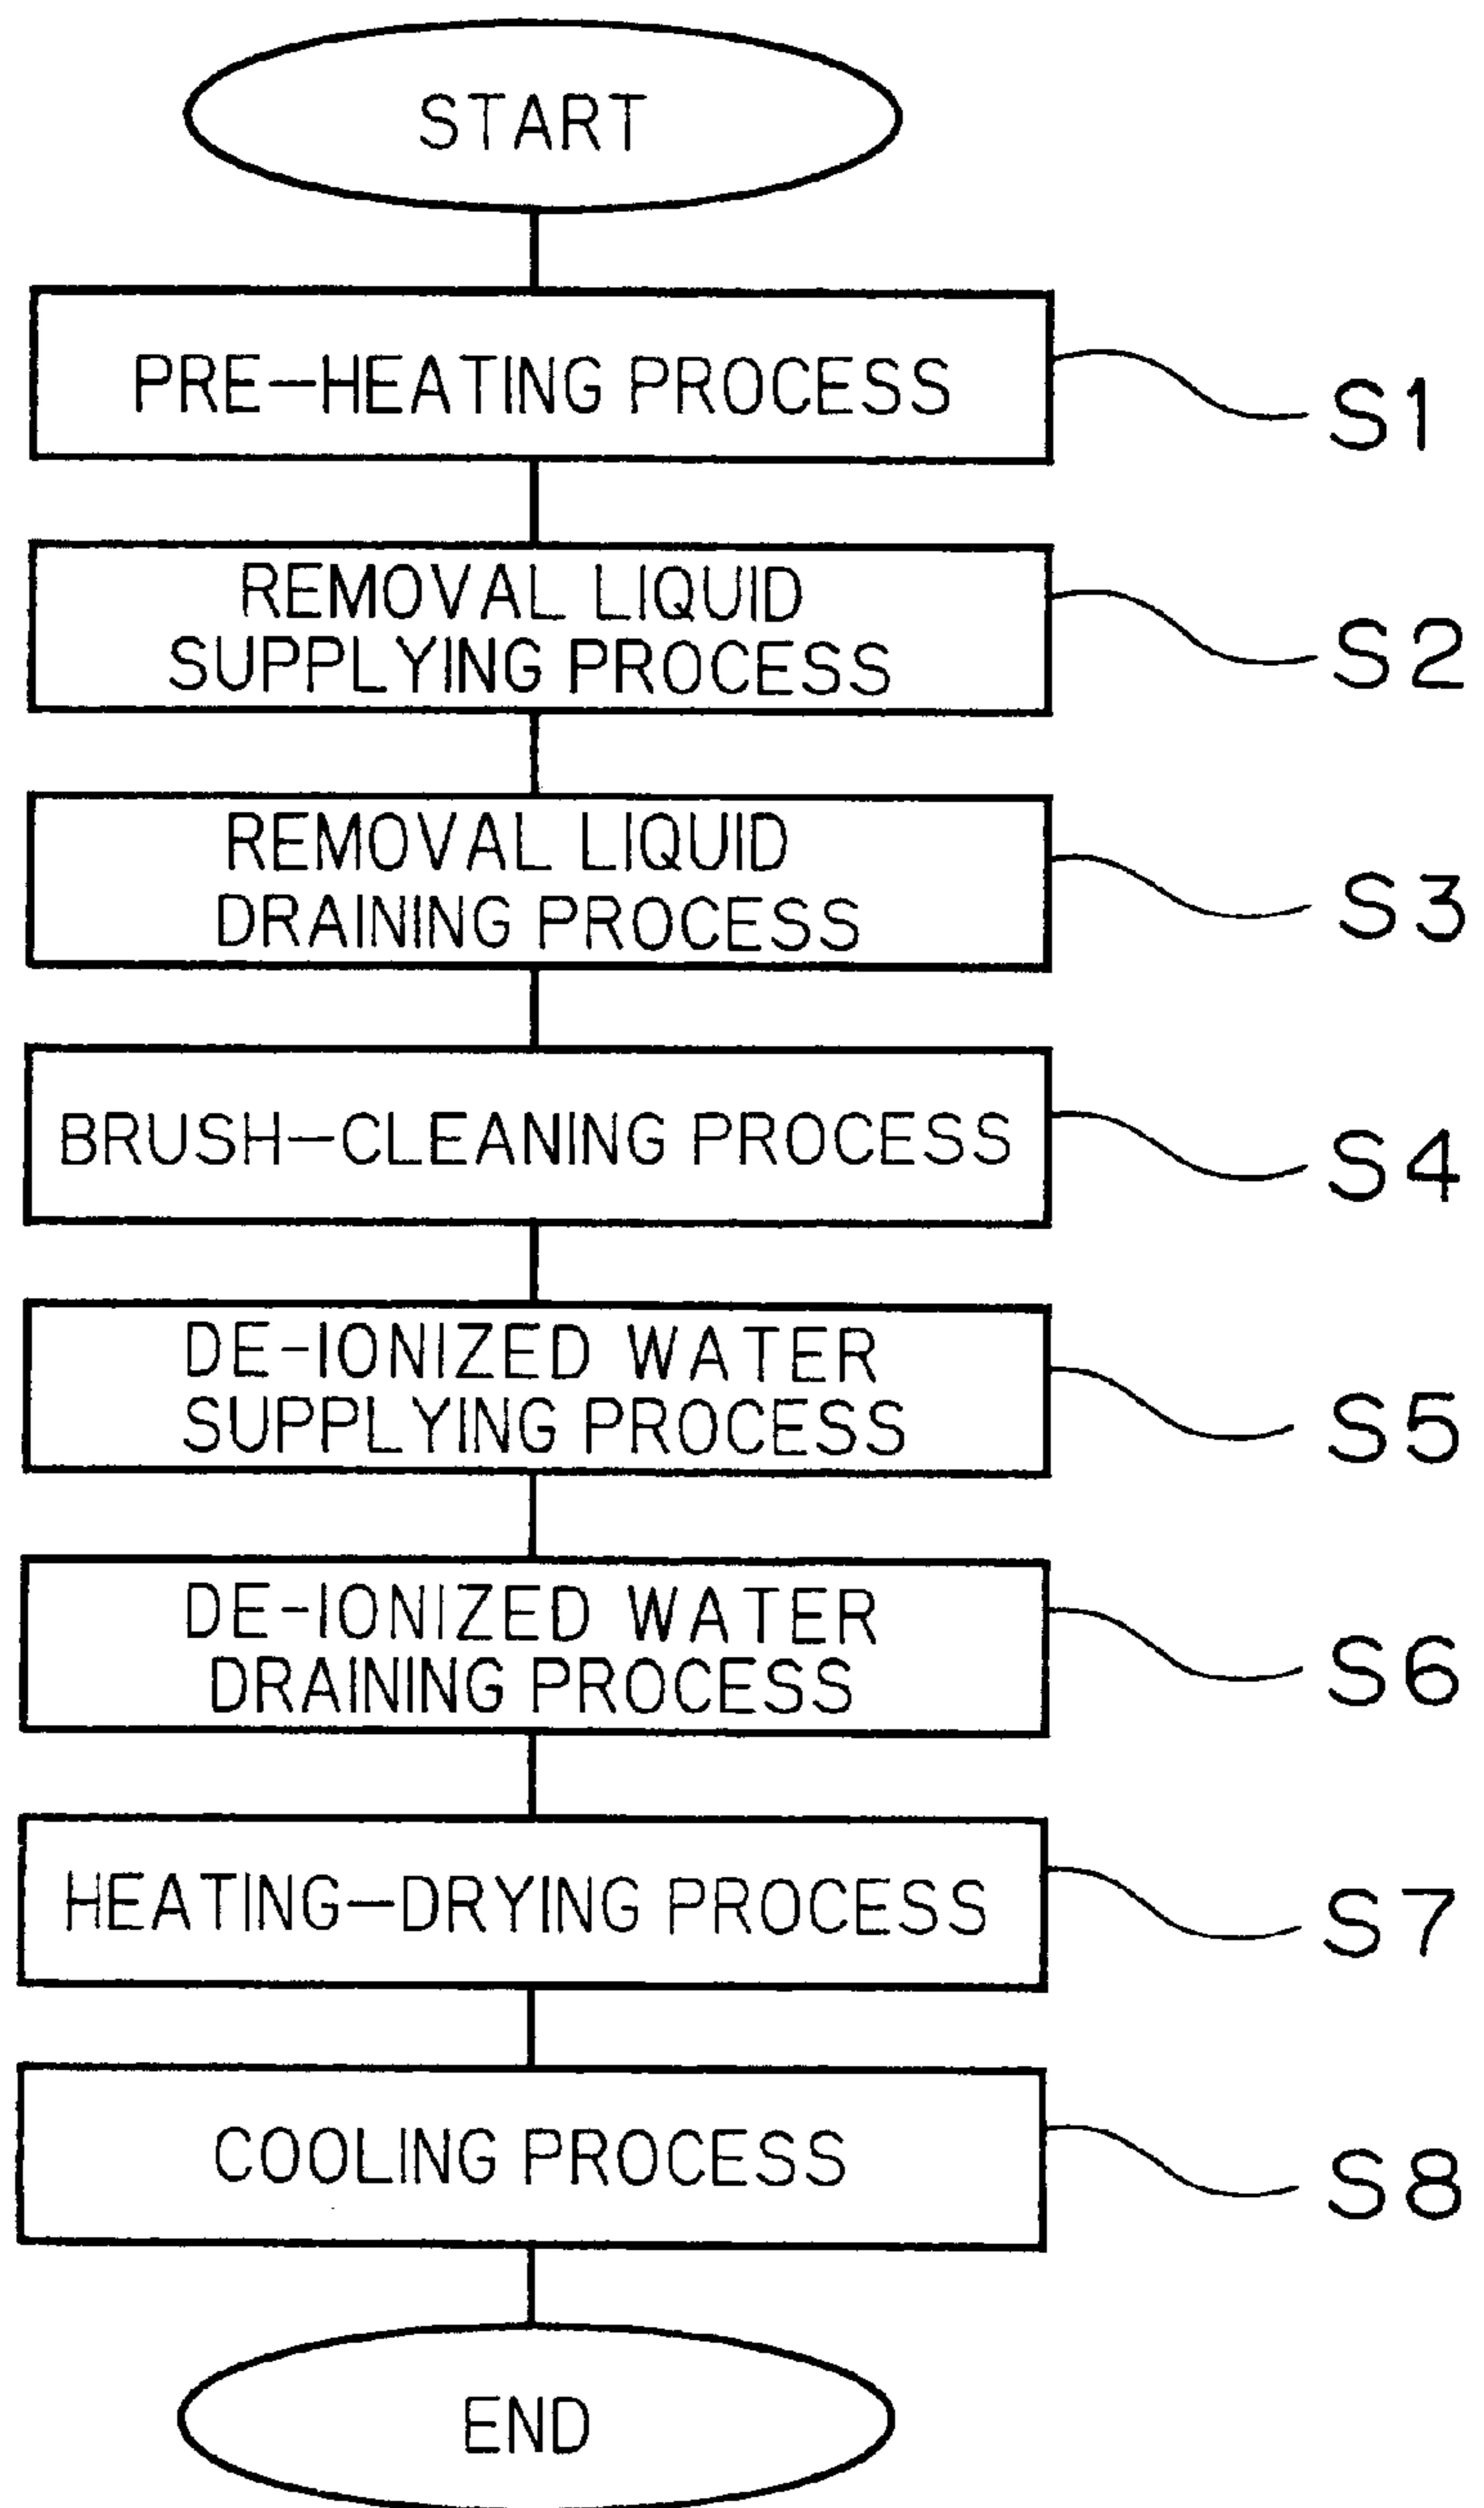 START
PRE-HEATING PROCESS
S1
REMOVAL LIQUID
SUPPLYING PROCESS
S2
REMOVAL LIQUID
DRAINING PROCESS
S3
BRUSH-CLEANING PROCESS
S4
DE-IONIZED WATER
SUPPLYING PROCESS
S5
DE-IONIZED WATER
DRAINING PROCESS
S6
HEATING-DRYING PROCESS
S7
COOLING PROCESS
S8
END